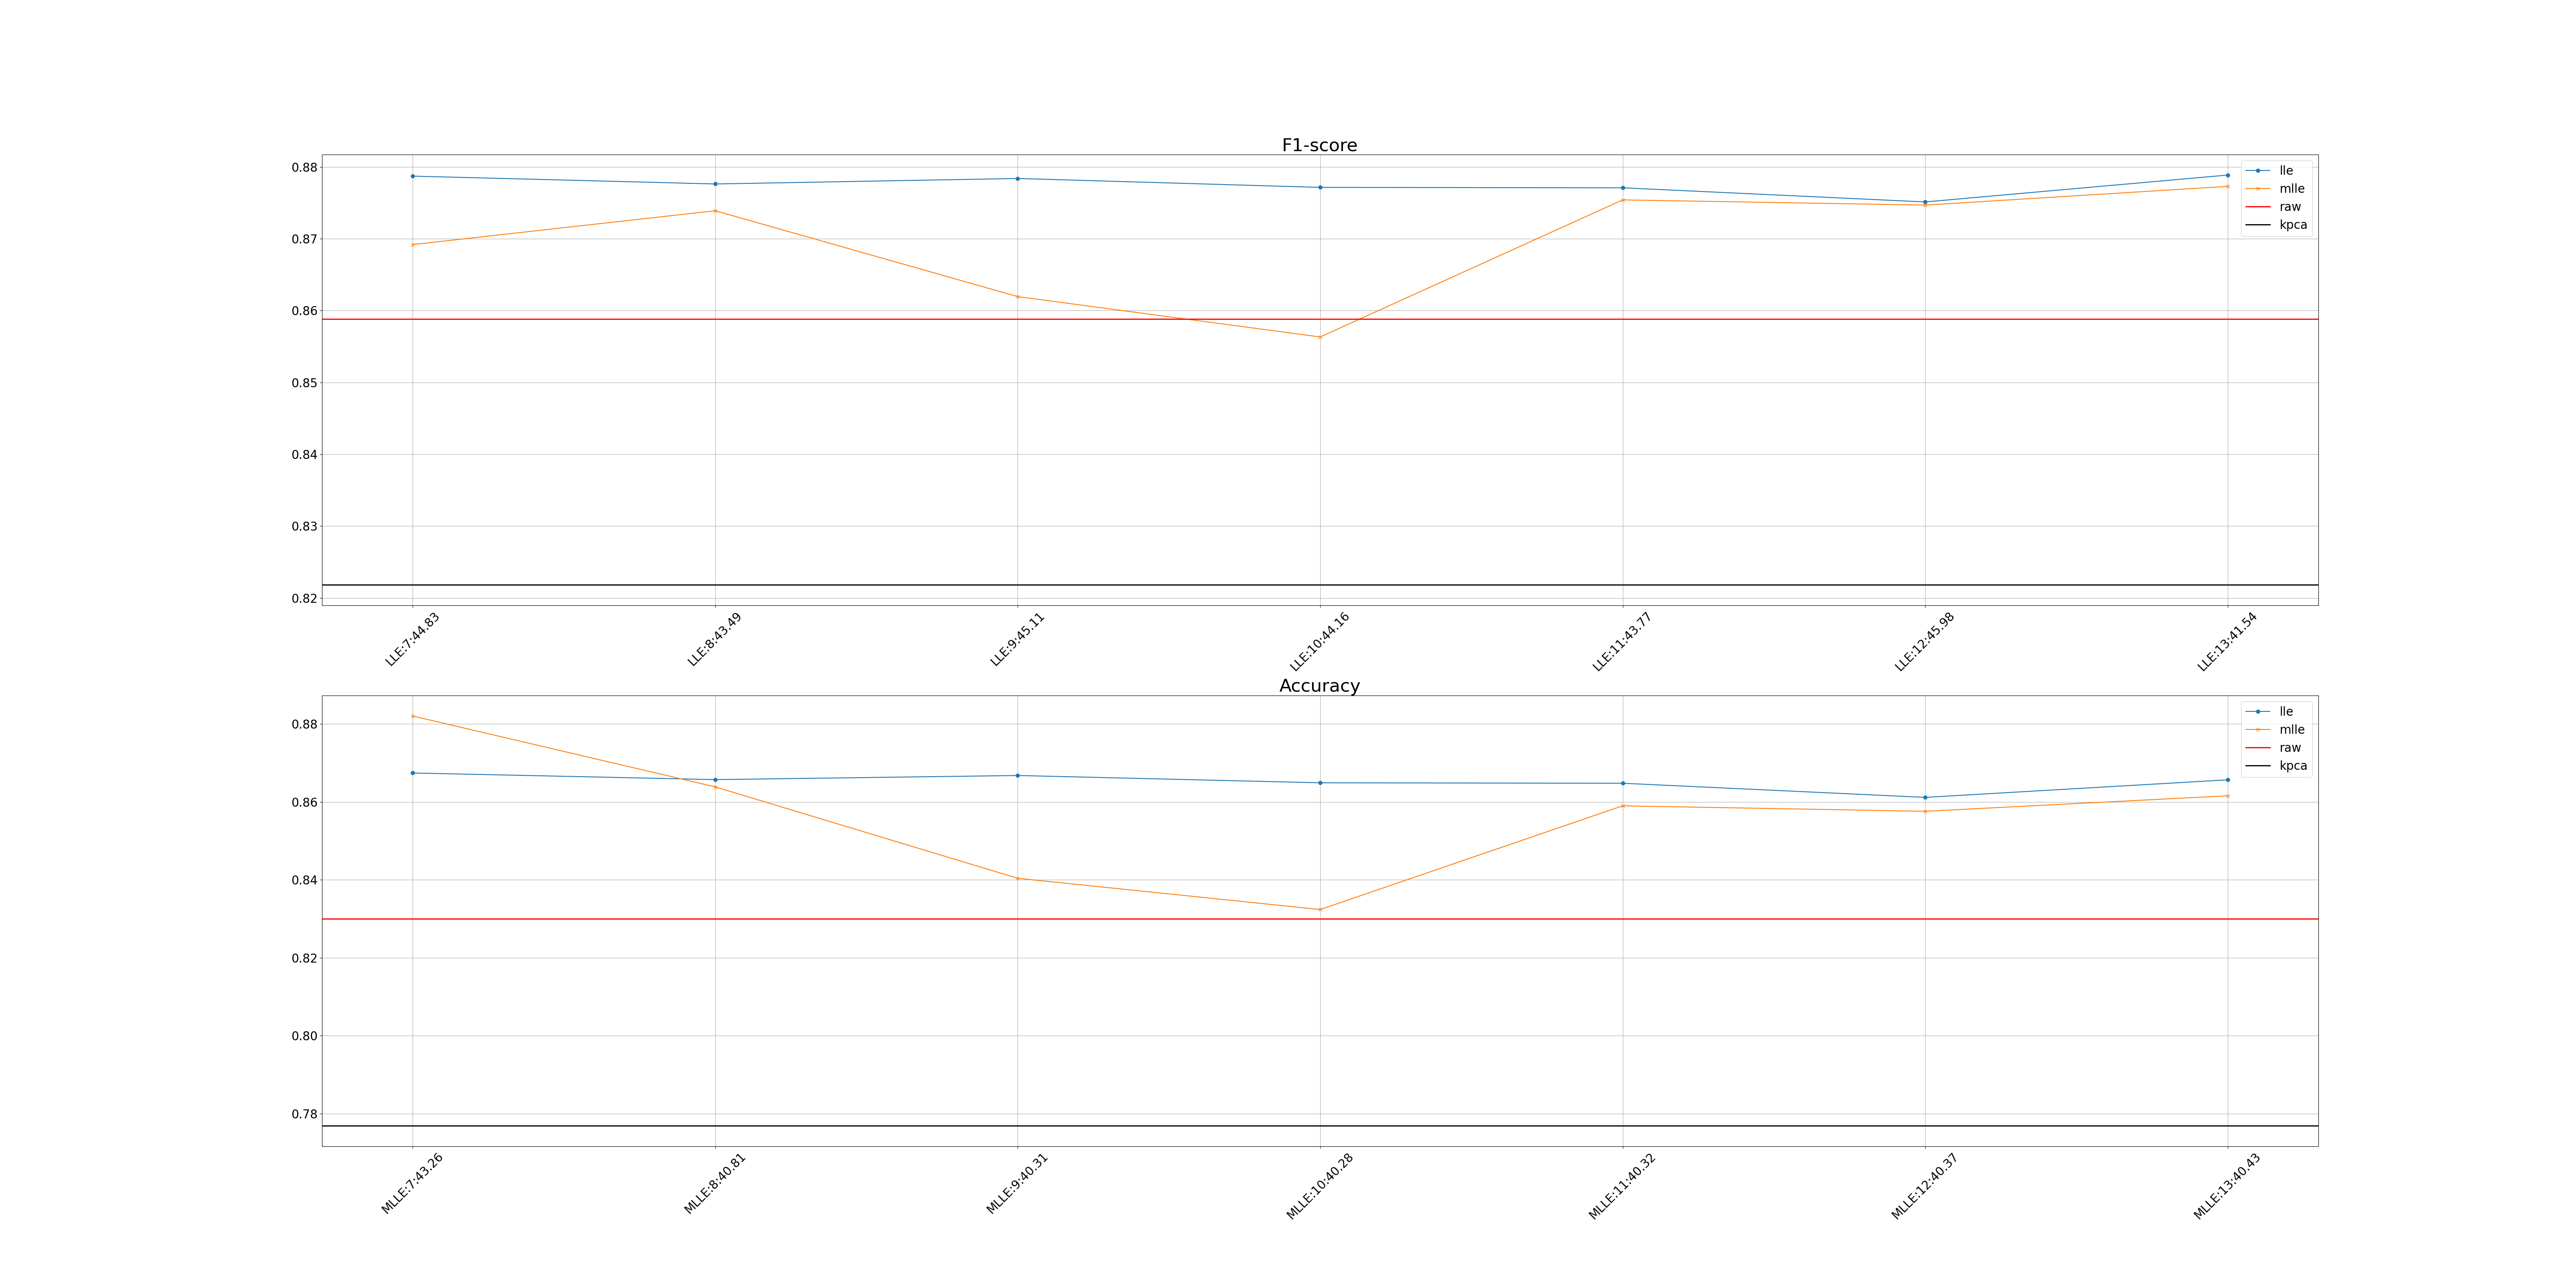 F1-score
0.88
0.87
0.86
0.85
0.84
0.83
0.82
lle
mlle
raw
kpca
LLE:7:44.83
LLE:8:43.49
LLE:9:45.11
LLE:10:44.16
LLE:11:43.77
LLE:12:45.98
LLE:13:41.54
Accuracy
0.88
0.86
0.84
0.82
0.80
0.78
lle
mlle
raw
kpca
MLLE:7:43.26
MLLE:8:40.81
MLLE:9:40.31
MLLE:10:40.28
MLLE:11:40.32
MLLE:12:40.37
MLLE:13:40.43